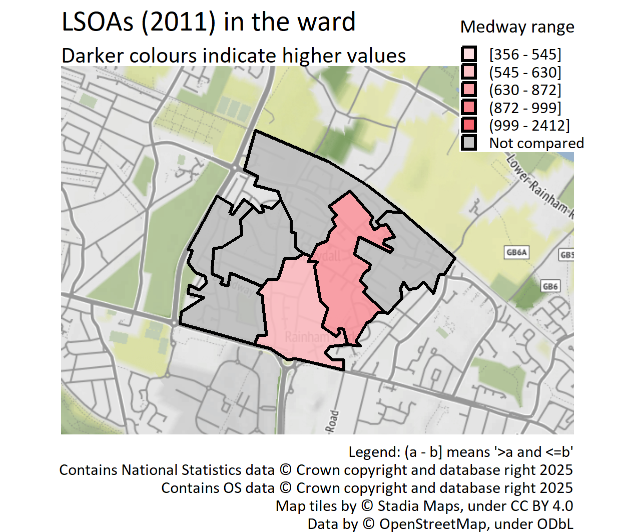 LSOAs (2011) in the ward
Darker colours indicate higher values
Medway range
[356 - 545]
(545 - 630]
(630 - 872]
(872 - 999]
(999 - 2412]
Not compared
Lower-Rainham-R
GB6A
GB5
GB6
Rainham
-Road
Legend: (a - b] means '>a and <=b'
Contains National Statistics data © Crown copyright and database right 2025
Contains OS data © Crown copyright and database right 2025
Map tiles by © Stadia Maps, under CC BY 4.0
Data by © OpenStreetMap, under ODbL